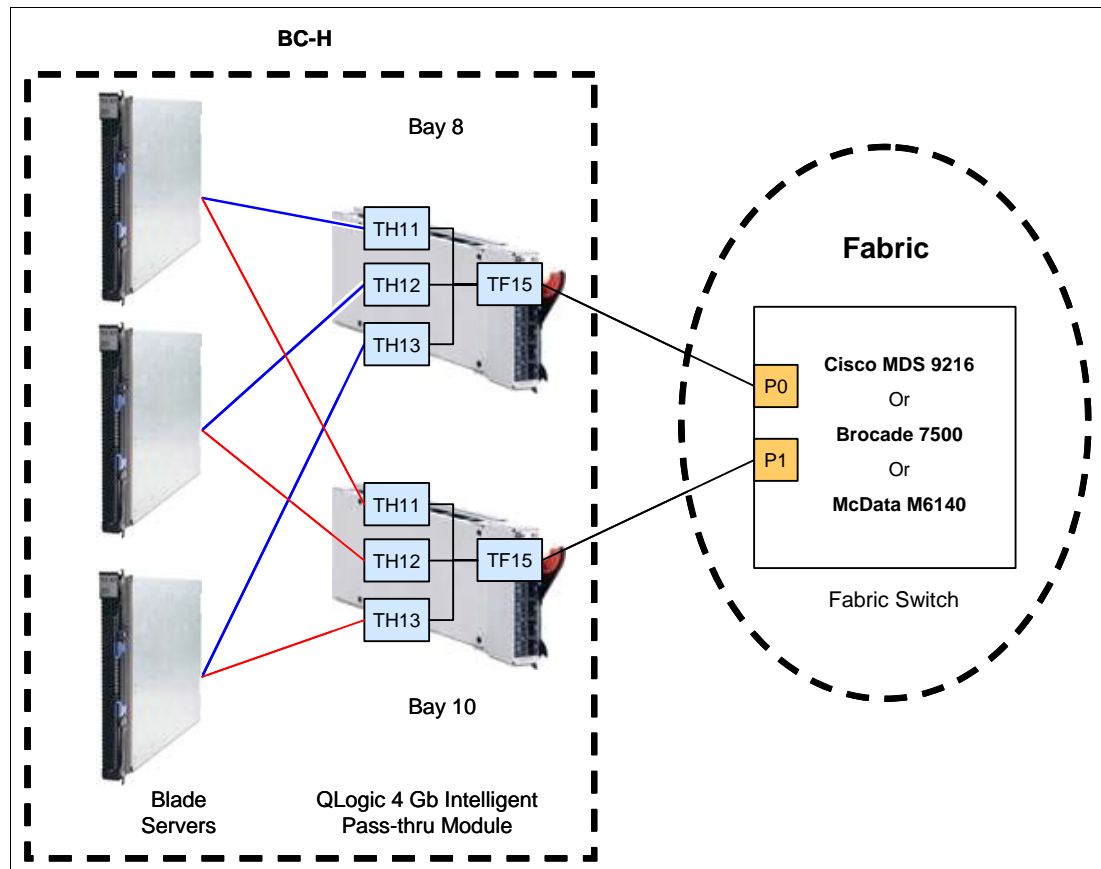 BC-H
Bay 8
TH11
TH12
TF15
TH13
TH11
TH12
TF15
TH13
Bay 10
Blade
Servers
QLogic 4 Gb Intelligent
Pass-thru Module
Fabric
P0
P1
Cisco MDS 9216
Or
Brocade 7500
Or
McData M6140
Fabric Switch